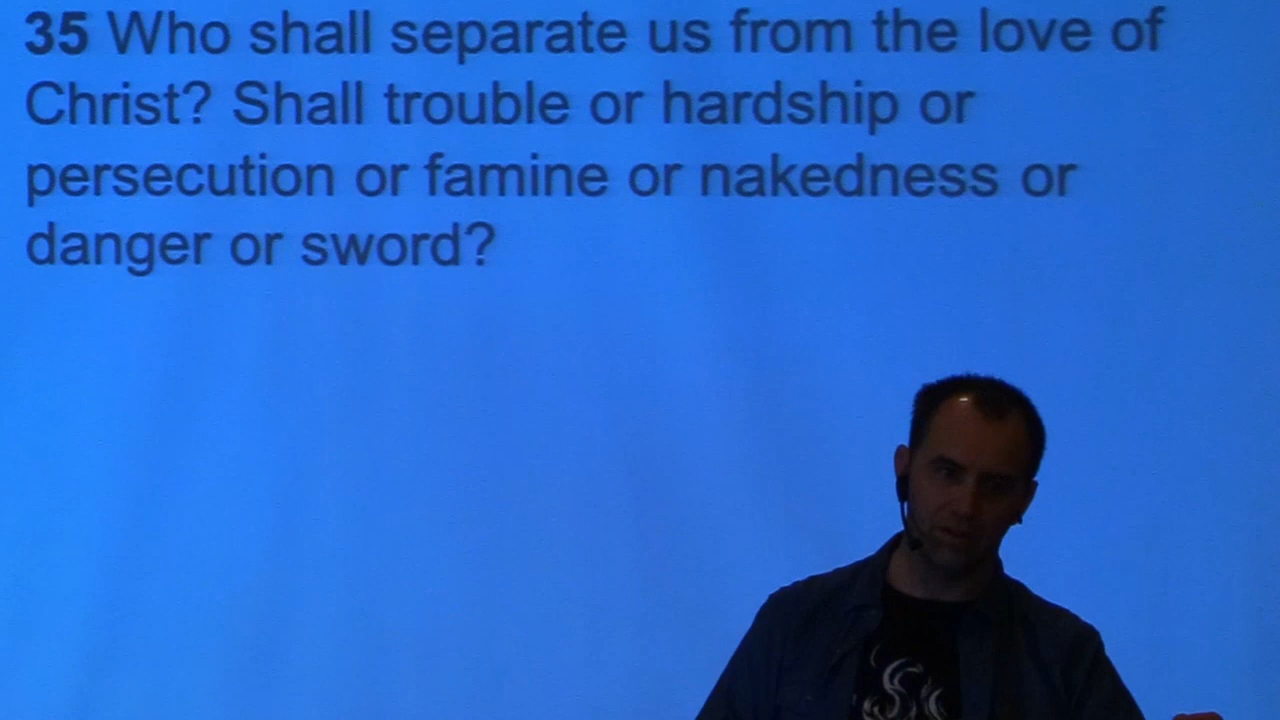 35 Who shall separate us from the love of
Christ? Shall trouble or hardship or
persecution or famine or nakedness or
danger or sword?